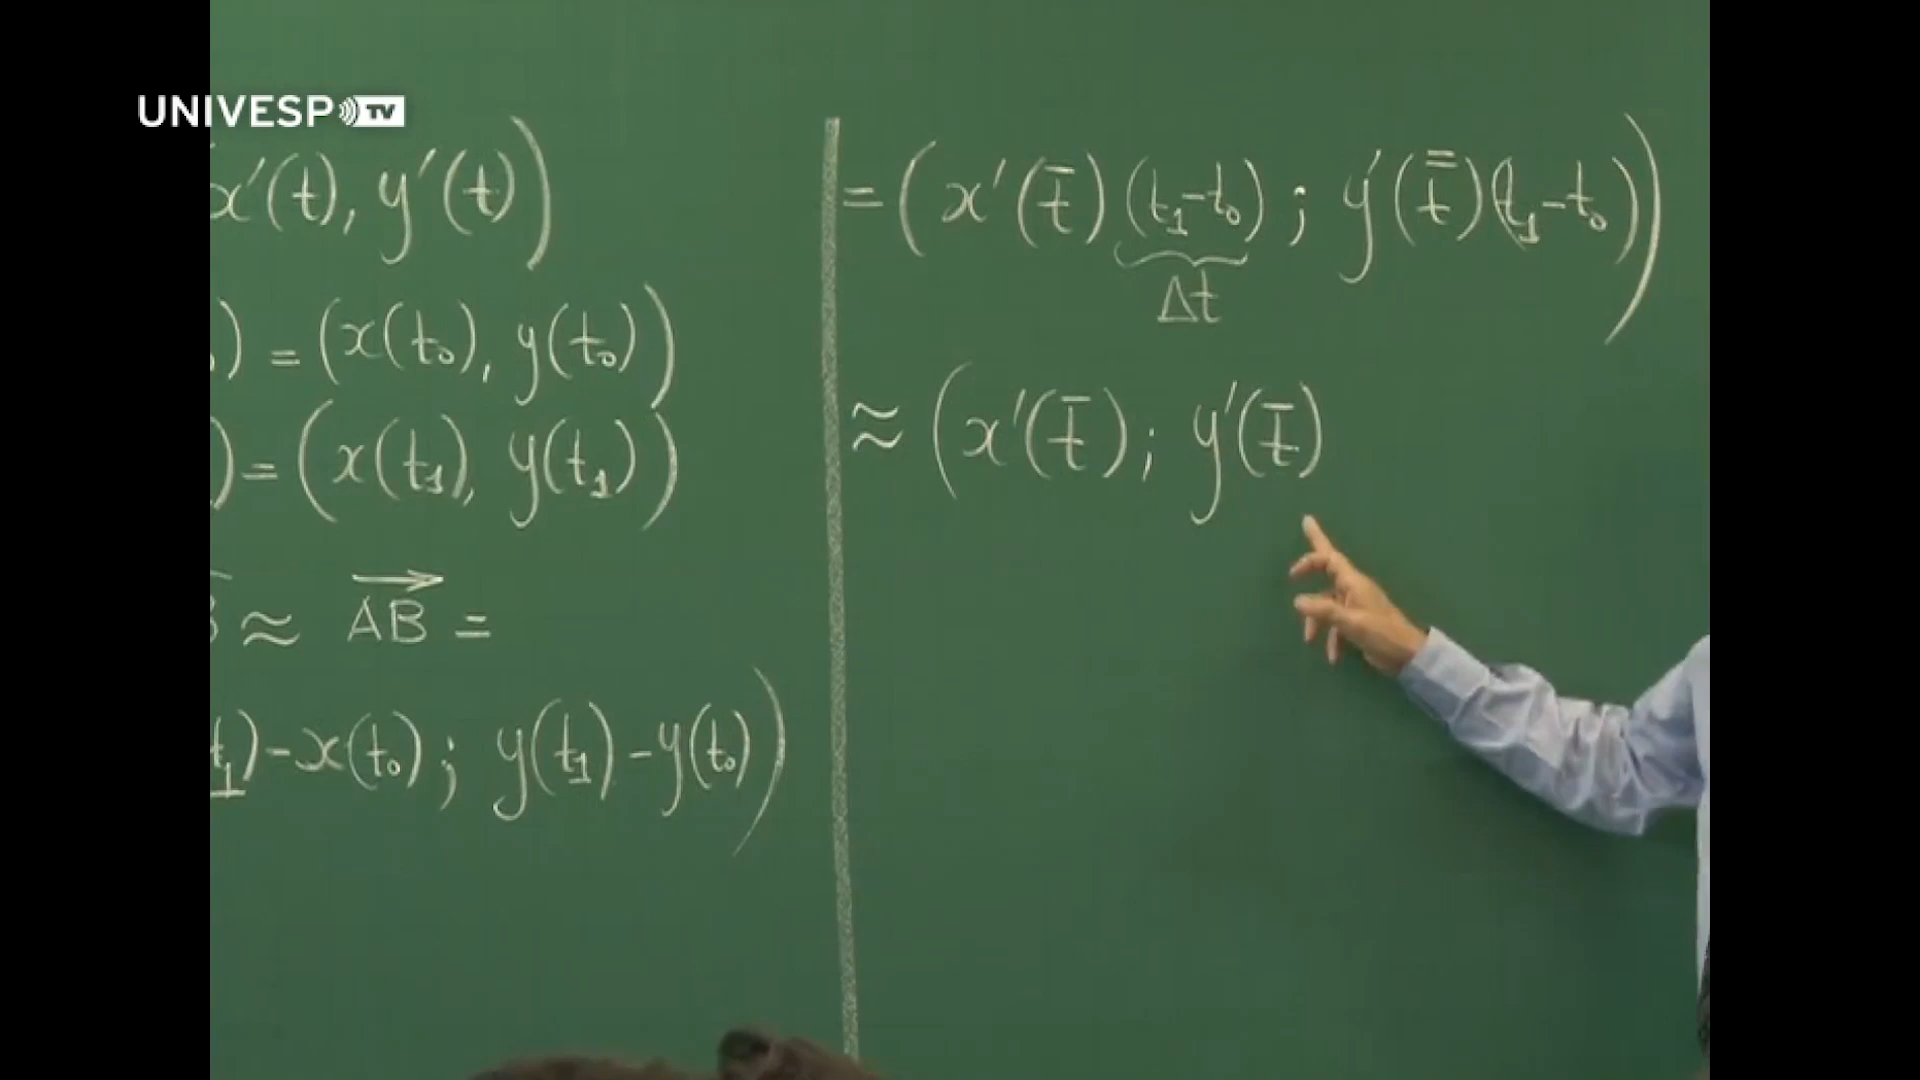 UNIVESP TV
x'(t), y'(t))
) = (x(t₀), y(t₀))
) = (x(t₁), y(t₁))
≈ AB⃗ =
t₁) - x(t₀); y(t₁) - y(t₀))
= (x'(t̄)(t₁-t₀); y'(t̿)(t₁-t₀))
Δt
≈ (x'(t̄); y'(t̄)